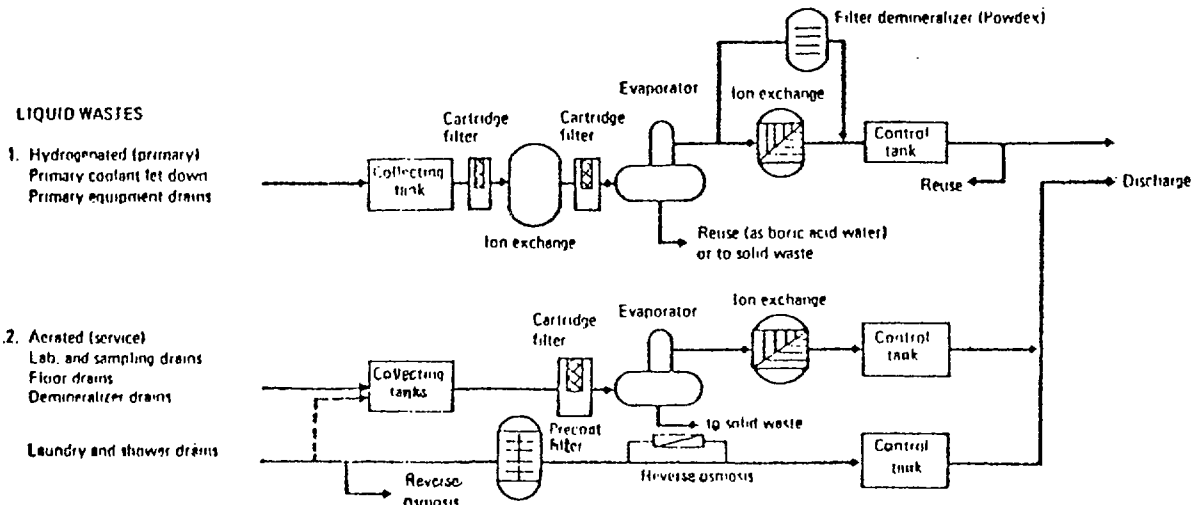 Filter demineralizer (Powdex)
Evaporator
Ion exchange
LIQUID WASTES
Cartridge
filter
Cartridge
filter
Control
tank
1. Hydrogenated (primary)
Primary coolant let down
Primary equipment drains
Collecting
tank
Reuse
Discharge
Ion exchange
Reuse (as boric acid water)
or to solid waste
Ion exchange
Evaporator
Cartridge
filter
2. Aerated (service)
Lab. and sampling drains
Floor drains
Demineralizer drains
Control
tank
Collecting
tanks
to solid waste
Precoat
filter
Laundry and shower drains
Control
tank
Reverse osmosis
Reverse
osmosis